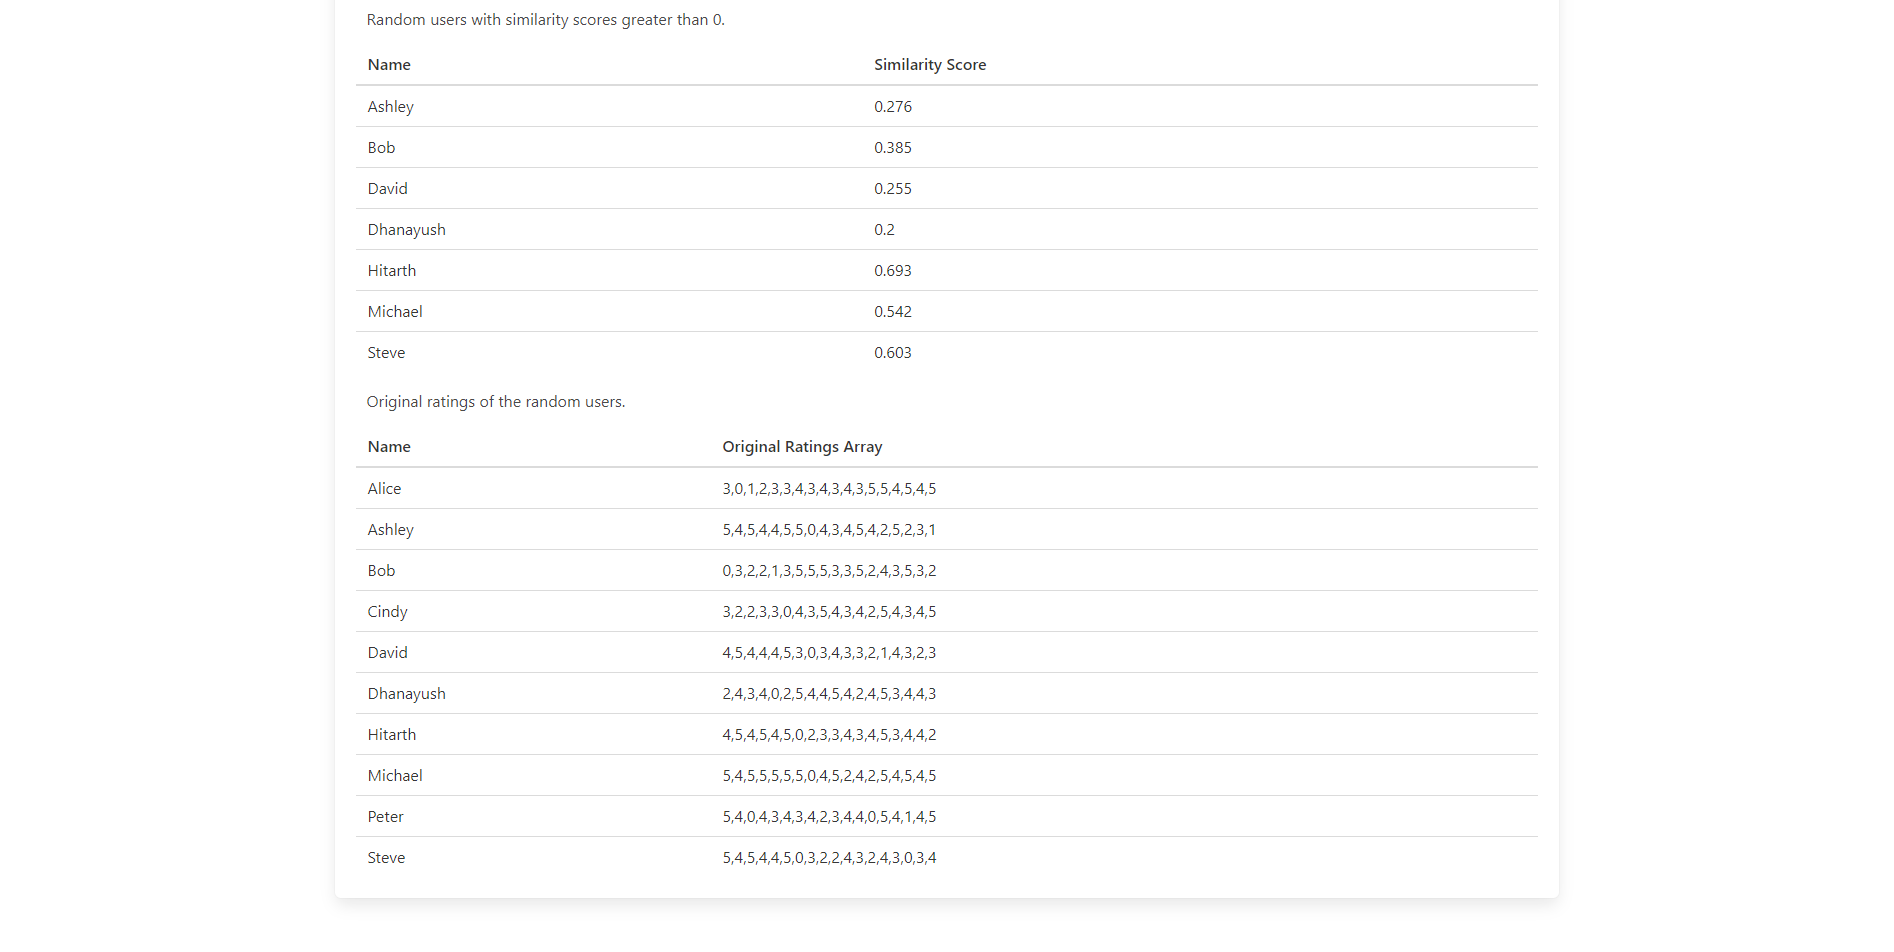 Random users with similarity scores greater than 0.
Name Similarity Score
Ashley 0.276
Bob 0.385
David 0.255
Dhanayush 0.2
Hitarth 0.693
Michael 0.542
Steve 0.603
Original ratings of the random users.
Name Original Ratings Array
Alice 3,0,1,2,3,3,4,3,4,3,4,3,5,5,4,5,4,5
Ashley 5,4,5,4,4,5,5,0,4,3,4,5,4,2,5,2,3,1
Bob 0,3,2,2,1,3,5,5,5,3,3,5,2,4,3,5,3,2
Cindy 3,2,2,3,3,0,4,3,5,4,3,4,2,5,4,3,4,5
David 4,5,4,4,4,5,3,0,3,4,3,3,2,1,4,3,2,3
Dhanayush 2,4,3,4,0,2,5,4,4,5,4,2,4,5,3,4,4,3
Hitarth 4,5,4,5,4,5,0,2,3,3,4,3,4,5,3,4,4,2
Michael 5,4,5,5,5,5,5,0,4,5,2,4,2,5,4,5,4,5
Peter 5,4,0,4,3,4,3,4,2,3,4,4,0,5,4,1,4,5
Steve 5,4,5,4,4,5,0,3,2,2,4,3,2,4,3,0,3,4